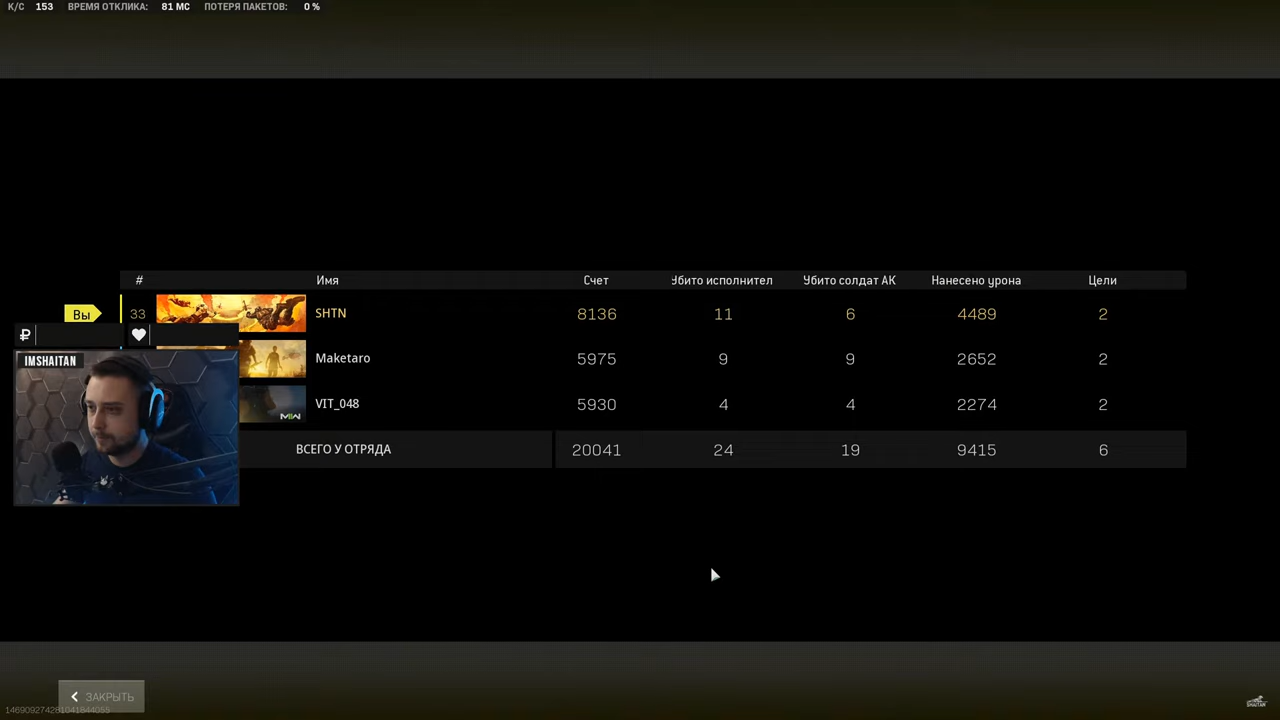 К/С 153 ВРЕМЯ ОТКЛИКА: 81 МС ПОТЕРЯ ПАКЕТОВ: 0 %
# Имя Счет Убито исполнител Убито солдат АК Нанесено урона Цели
Вы 33 SHTN 8136 11 6 4489 2
₽
IMSHAITAN
Maketaro 5975 9 9 2652 2
VIT_048 5930 4 4 2274 2
MW
ВСЕГО У ОТРЯДА 20041 24 19 9415 6
ЗАКРЫТЬ
SHAITAN